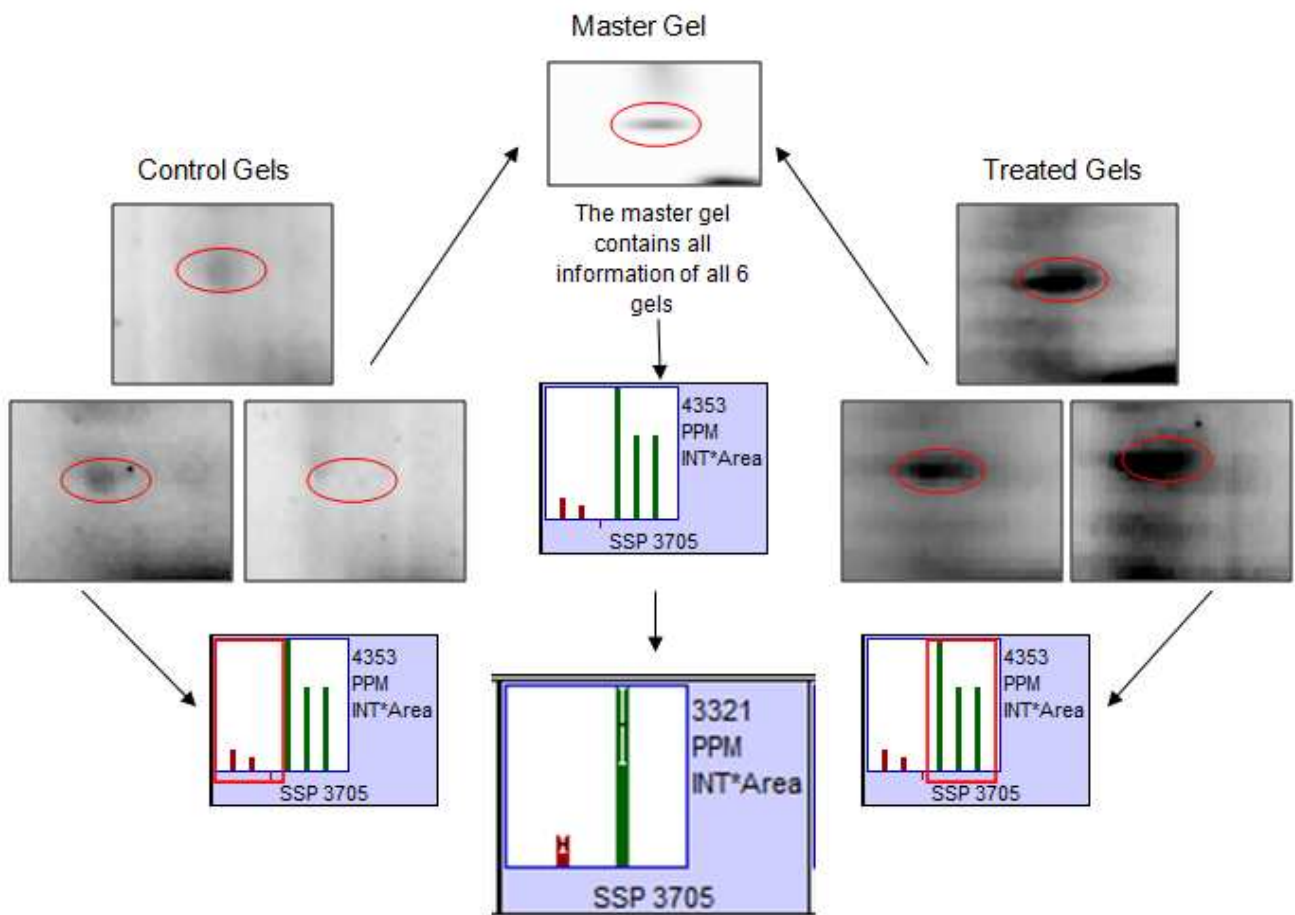 Master Gel
Control Gels
Treated Gels
The master gel
contains all
information of all 6
gels
4353
PPM
INT*Area
SSP 3705
4353
PPM
INT*Area
SSP 3705
3321
PPM
INT*Area
SSP 3705
4353
PPM
INT*Area
SSP 3705